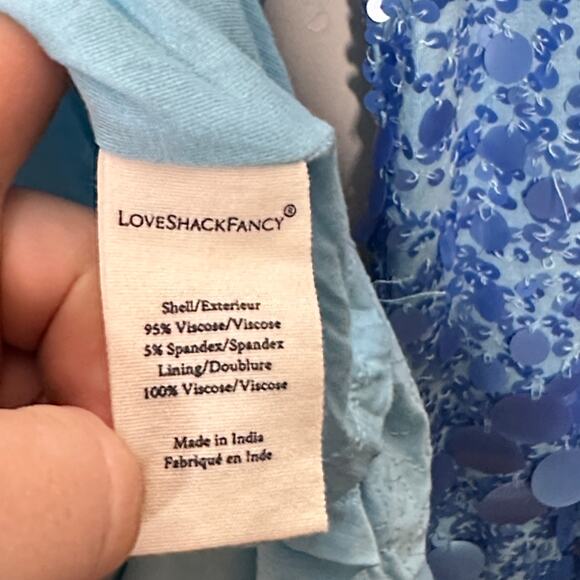 LOVESHACKFANCY®
Shell/Exterieur
95% Viscose/Viscose
5% Spandex/Spandex
Lining/Doublure
100% Viscose/Viscose
Made in India
Fabriqué en Inde